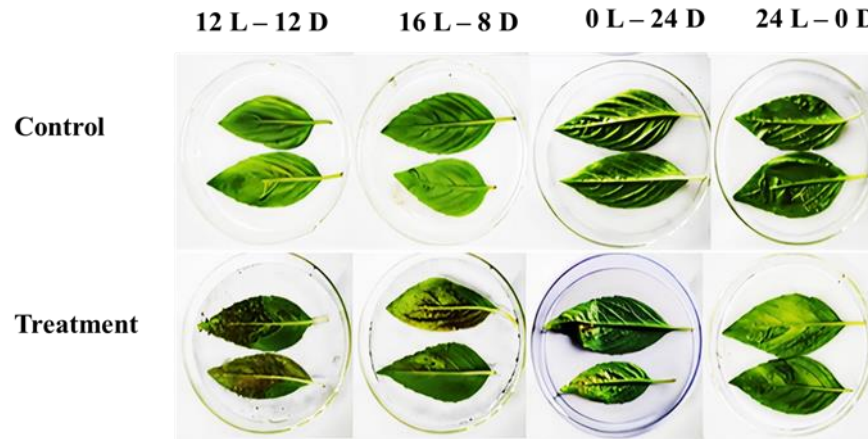 12 L – 12 D 16 L – 8 D 0 L – 24 D 24 L – 0 D
Control
Treatment